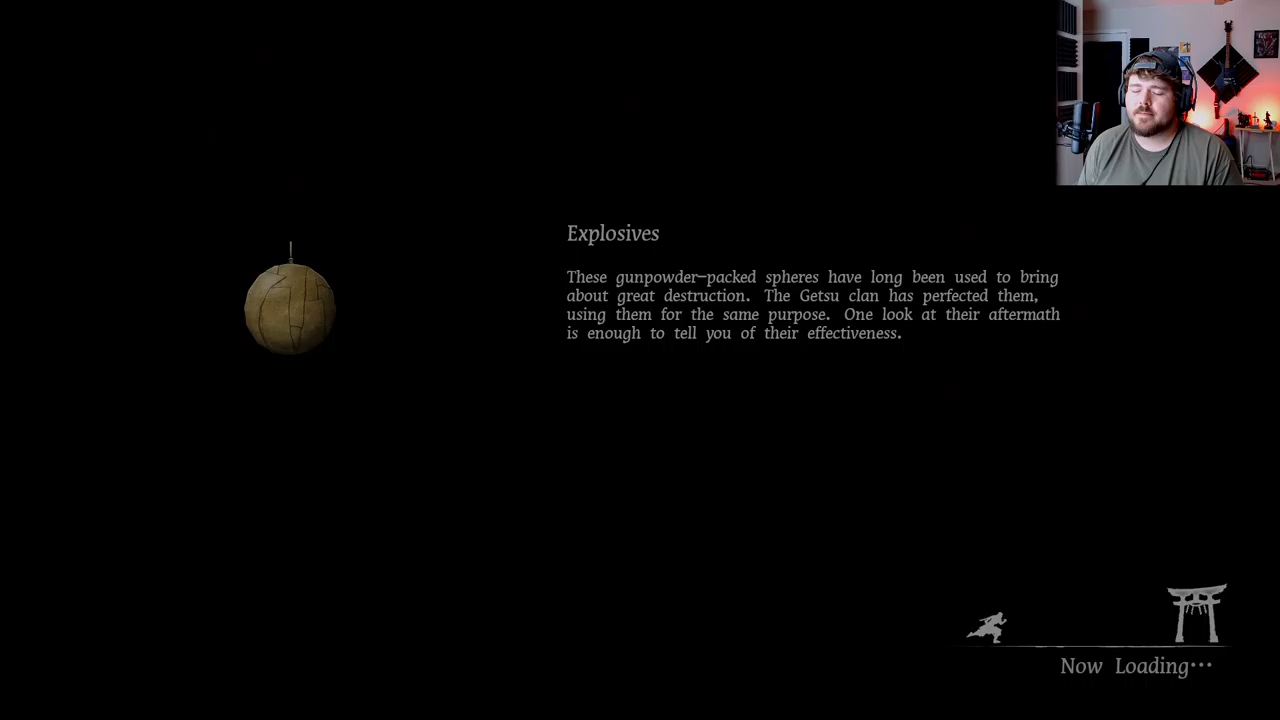 Explosives
These gunpowder-packed spheres have long been used to bring
about great destruction. The Getsu clan has perfected them,
using them for the same purpose. One look at their aftermath
is enough to tell you of their effectiveness.
Now Loading...